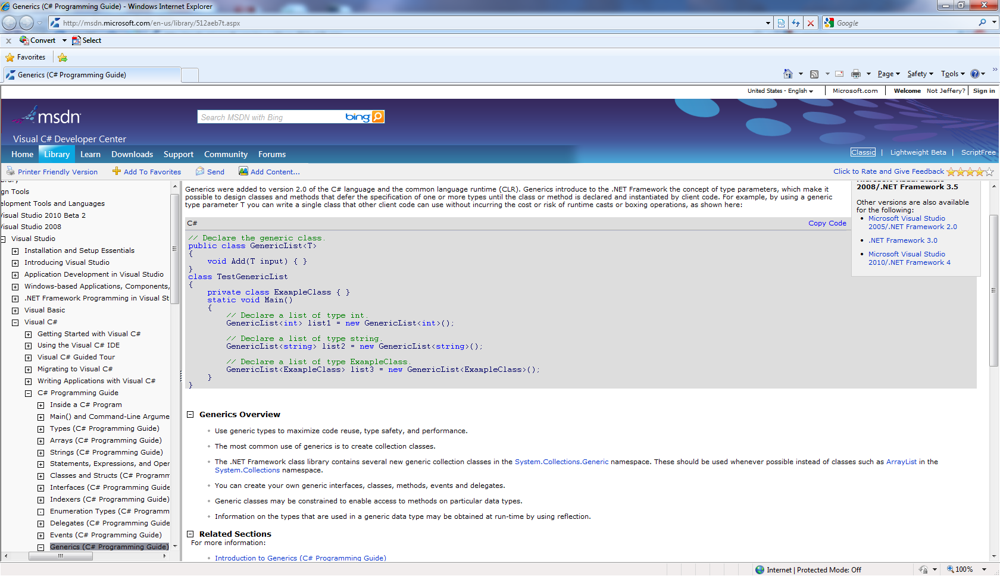 Generics (C# Programming Guide) - Windows Internet Explorer
http://msdn.microsoft.com/en-us/library/512aeb7t.aspx
Google
x Convert Select
Favorites
Generics (C# Programming Guide)
Page Safety Tools
United States - English Microsoft.com Welcome Not Jeffery? Sign in
msdn
Search MSDN with Bing bing
Visual C# Developer Center
Home Library Learn Downloads Support Community Forums
Classic | Lightweight Beta | ScriptFree
Printer Friendly Version Add To Favorites Send Add Content...
Click to Rate and Give Feedback
gn Tools
elopment Tools and Languages
Visual Studio 2010 Beta 2
Visual Studio 2008
Visual Studio
Installation and Setup Essentials
Introducing Visual Studio
Application Development in Visual Studio
Windows-based Applications, Components,
.NET Framework Programming in Visual St
Visual Basic
Visual C#
Getting Started with Visual C#
Using the Visual C# IDE
Visual C# Guided Tour
Migrating to Visual C#
Writing Applications with Visual C#
C# Programming Guide
Inside a C# Program
Main() and Command-Line Argume
Types (C# Programming Guide)
Arrays (C# Programming Guide)
Strings (C# Programming Guide)
Statements, Expressions, and Oper
Classes and Structs (C# Programm
Interfaces (C# Programming Guide
Indexers (C# Programming Guide)
Enumeration Types (C# Programm
Delegates (C# Programming Guide
Events (C# Programming Guide)
Generics (C# Programming Guide)
Generics were added to version 2.0 of the C# language and the common language runtime (CLR). Generics introduce to the .NET Framework the concept of type parameters, which make it
possible to design classes and methods that defer the specification of one or more types until the class or method is declared and instantiated by client code. For example, by using a generic
type parameter T you can write a single class that other client code can use without incurring the cost or risk of runtime casts or boxing operations, as shown here:
C# Copy Code
// Declare the generic class.
public class GenericList<T>
{
void Add(T input) { }
}
class TestGenericList
{
private class ExampleClass { }
static void Main()
{
// Declare a list of type int.
GenericList<int> list1 = new GenericList<int>();
// Declare a list of type string.
GenericList<string> list2 = new GenericList<string>();
// Declare a list of type ExampleClass.
GenericList<ExampleClass> list3 = new GenericList<ExampleClass>();
}
}
2008/.NET Framework 3.5
Other versions are also available
for the following:
• Microsoft Visual Studio
2005/.NET Framework 2.0
• .NET Framework 3.0
• Microsoft Visual Studio
2010/.NET Framework 4
Generics Overview
Use generic types to maximize code reuse, type safety, and performance.
The most common use of generics is to create collection classes.
The .NET Framework class library contains several new generic collection classes in the System.Collections.Generic namespace. These should be used whenever possible instead of classes such as ArrayList in the
System.Collections namespace.
You can create your own generic interfaces, classes, methods, events and delegates.
Generic classes may be constrained to enable access to methods on particular data types.
Information on the types that are used in a generic data type may be obtained at run-time by using reflection.
Related Sections
For more information:
Introduction to Generics (C# Programming Guide)
Internet | Protected Mode: Off
100%